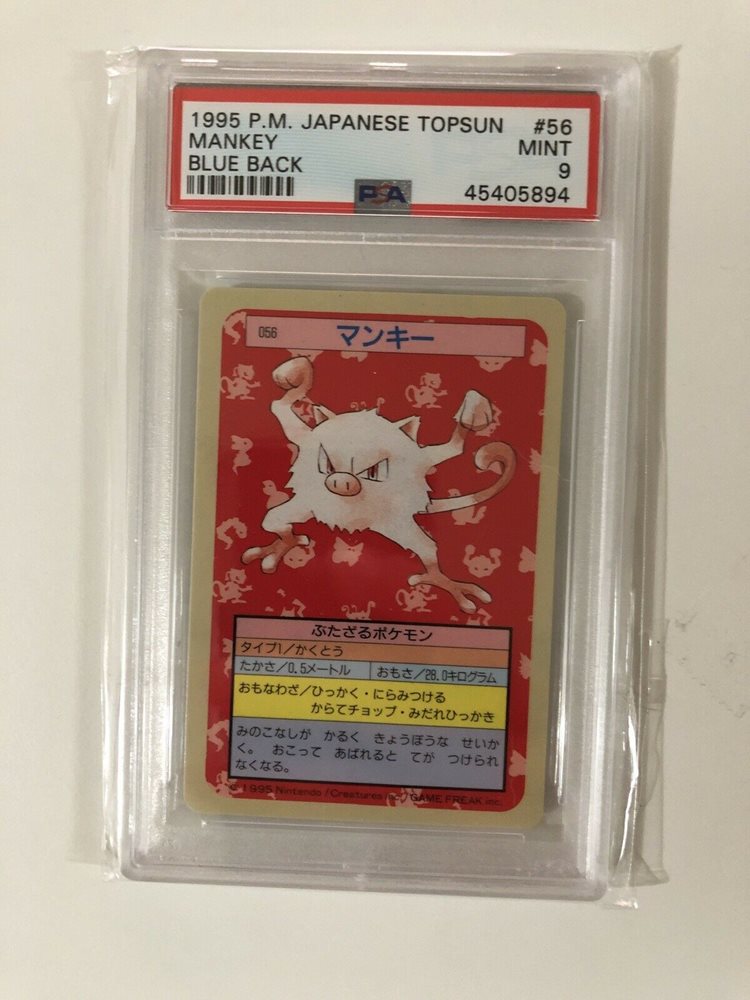 1995 P.M. JAPANESE TOPSUN #56
MANKEY MINT
BLUE BACK 9
PSA 45405894
056 マンキー
ぶたざるポケモン
タイプ1/かくとう
たかさ/0.5メートル おもさ/28.0キログラム
おもなわざ/ひっかく・にらみつける
からてチョップ・みだれひっかき
みのこなしが かるく きょうぼうな せいか
く。 おこって あばれると てが つけられ
なくなる。
© 1995 Nintendo/Creatures inc./GAME FREAK inc.